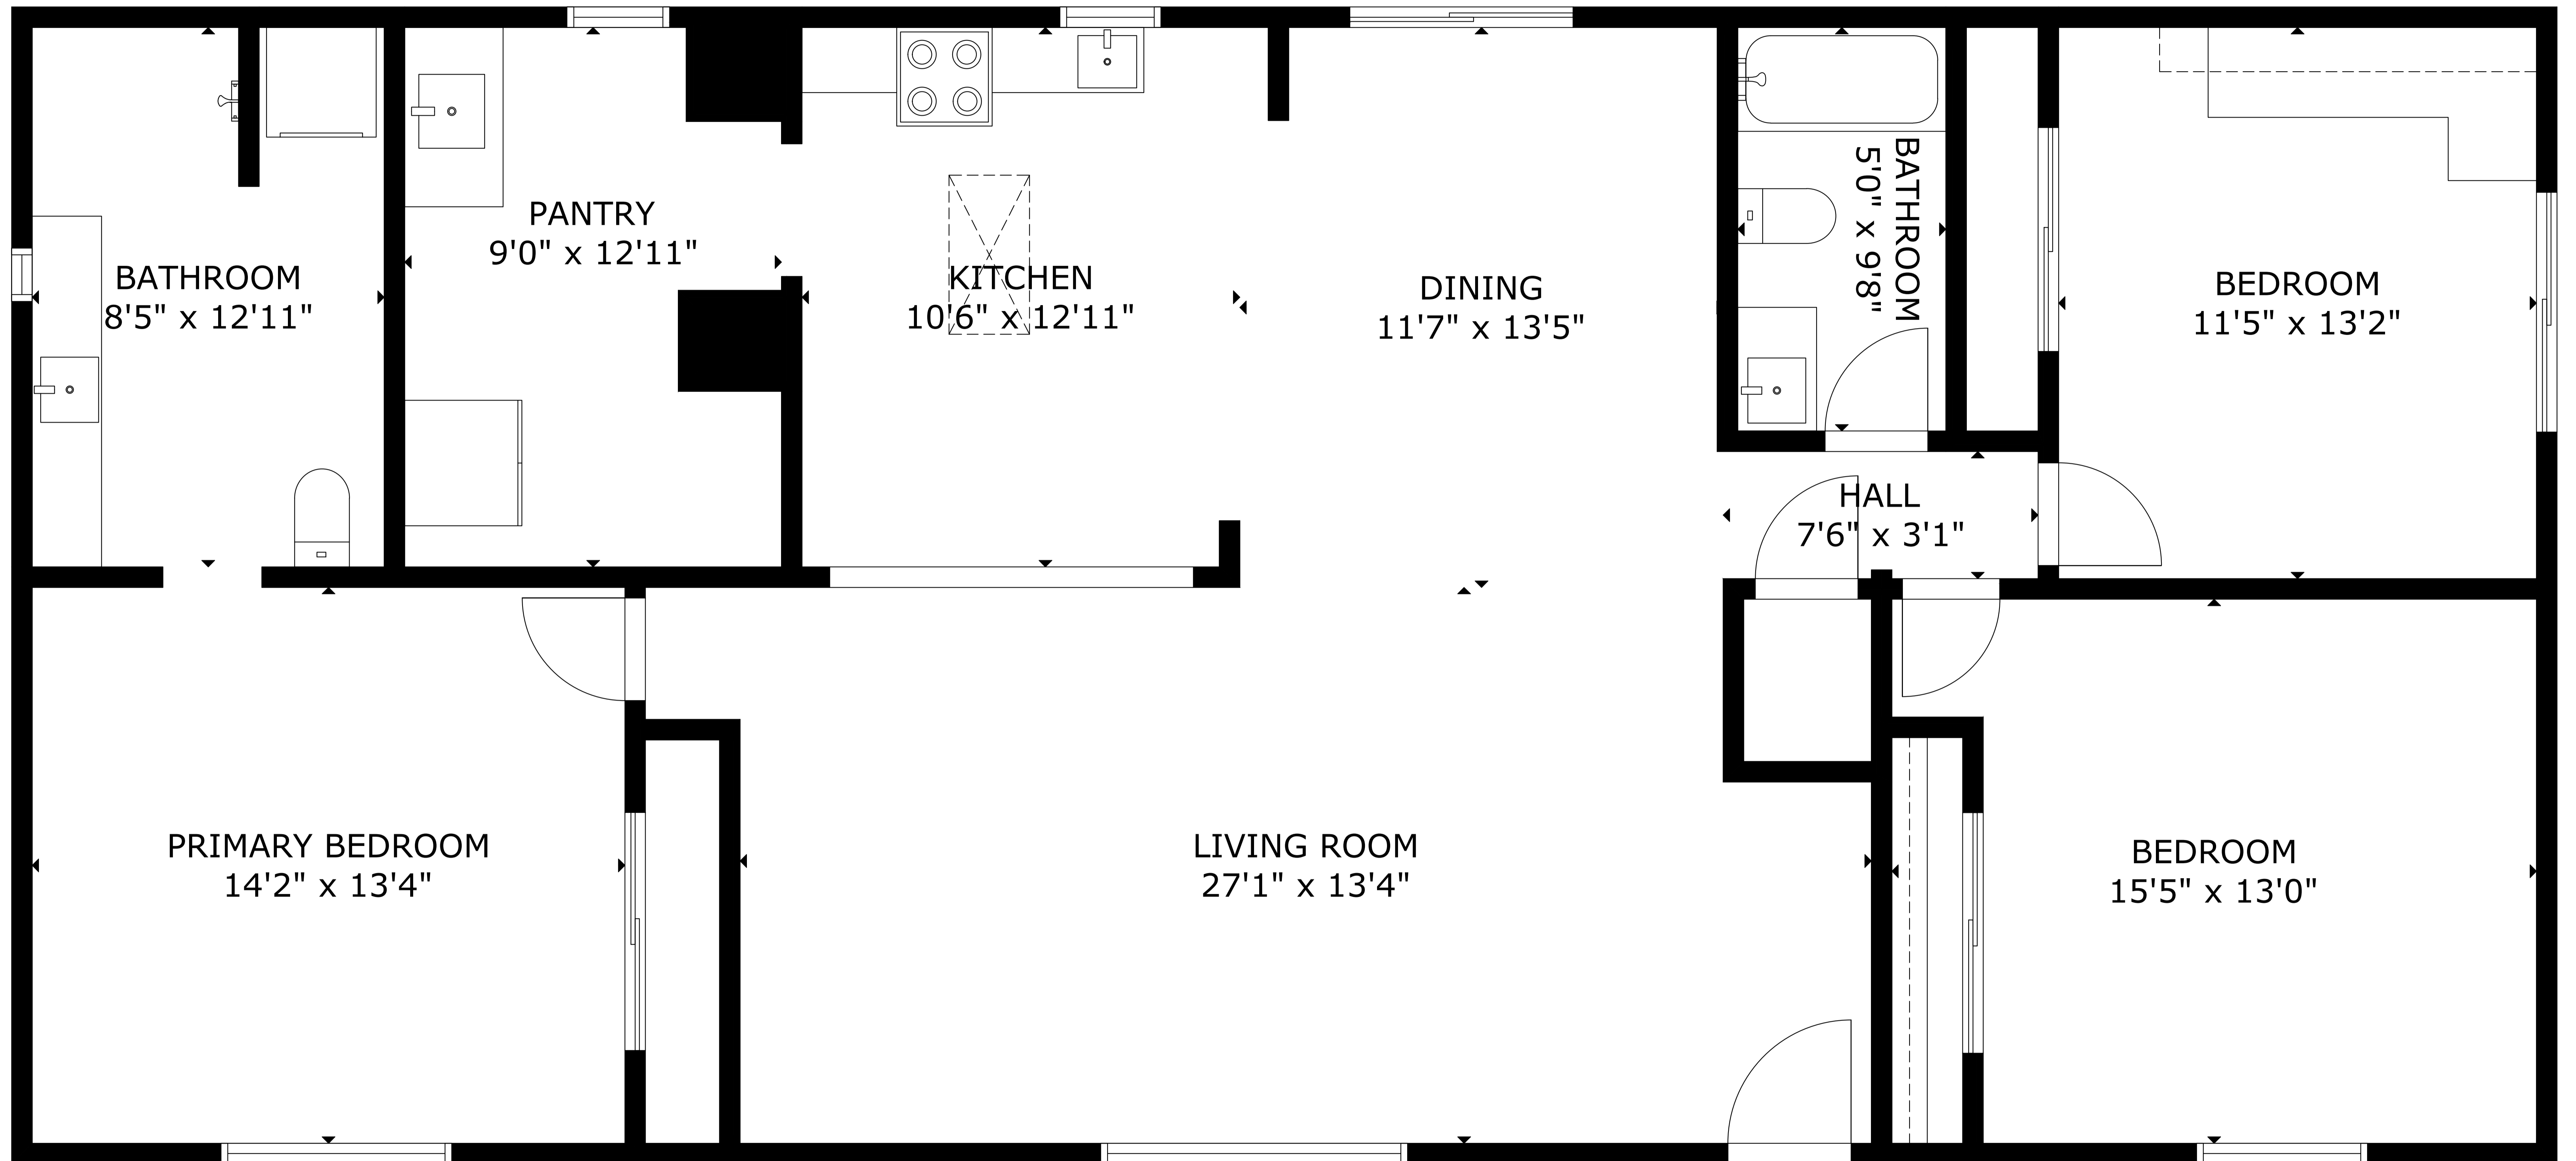 BATHROOM
8'5" x 12'11"
PANTRY
9'0" x 12'11"
KITCHEN
10'6" x 12'11"
DINING
11'7" x 13'5"
BATHROOM
5'0" x 9'8"
BEDROOM
11'5" x 13'2"
HALL
7'6" x 3'1"
PRIMARY BEDROOM
14'2" x 13'4"
LIVING ROOM
27'1" x 13'4"
BEDROOM
15'5" x 13'0"